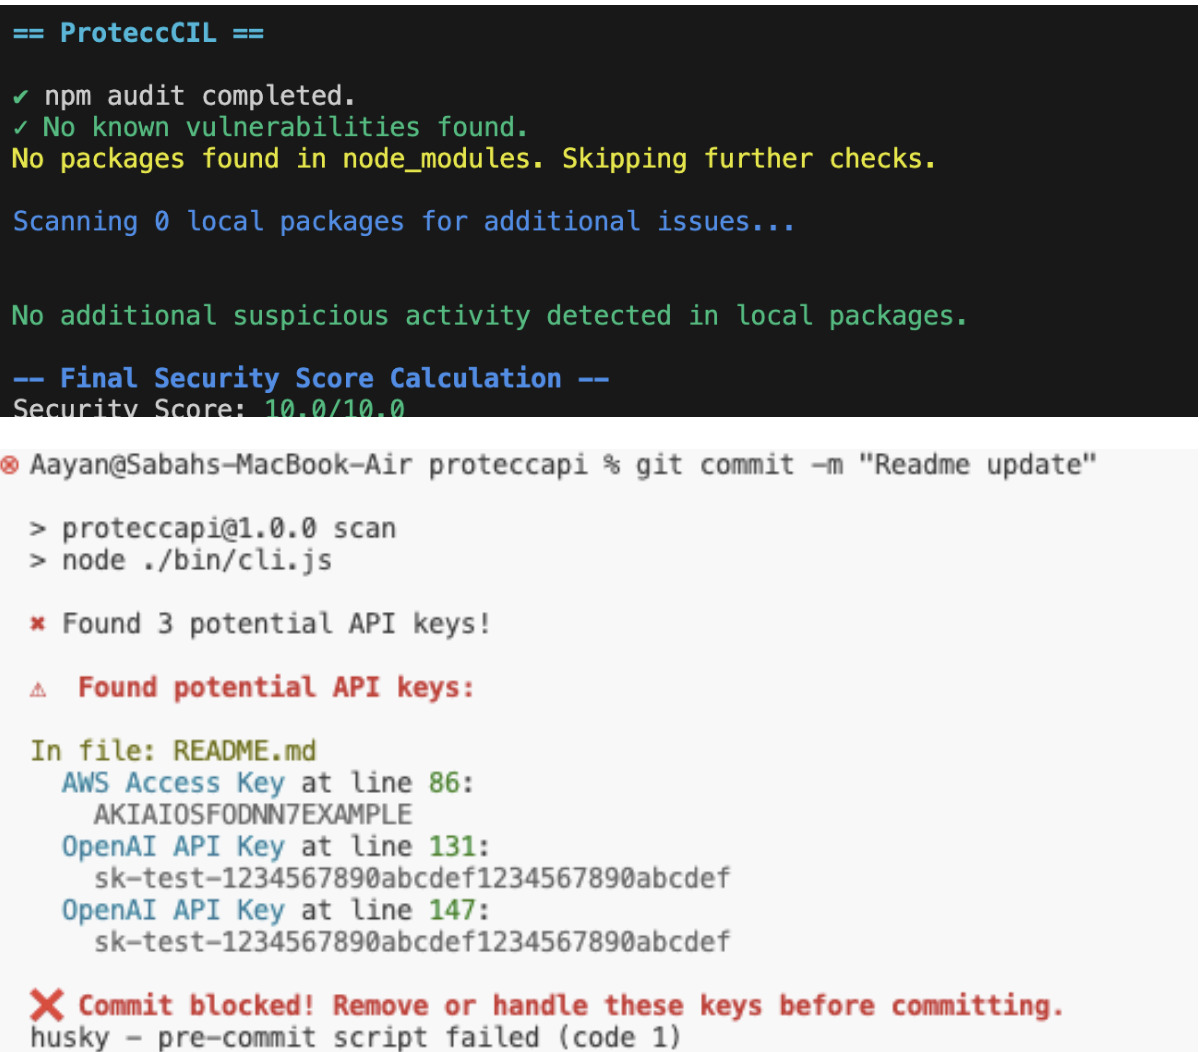 == ProteccCIL ==
✔ npm audit completed.
✓ No known vulnerabilities found.
No packages found in node_modules. Skipping further checks.
Scanning 0 local packages for additional issues...
No additional suspicious activity detected in local packages.
-- Final Security Score Calculation --
Security Score: 10.0/10.0
⊗ Aayan@Sabahs-MacBook-Air proteccapi % git commit -m "Readme update"
> proteccapi@1.0.0 scan
> node ./bin/cli.js
✖ Found 3 potential API keys!
⚠ Found potential API keys:
In file: README.md
AWS Access Key at line 86:
AKIAIOSFODNN7EXAMPLE
OpenAI API Key at line 131:
sk-test-1234567890abcdef1234567890abcdef
OpenAI API Key at line 147:
sk-test-1234567890abcdef1234567890abcdef
❌ Commit blocked! Remove or handle these keys before committing.
husky - pre-commit script failed (code 1)